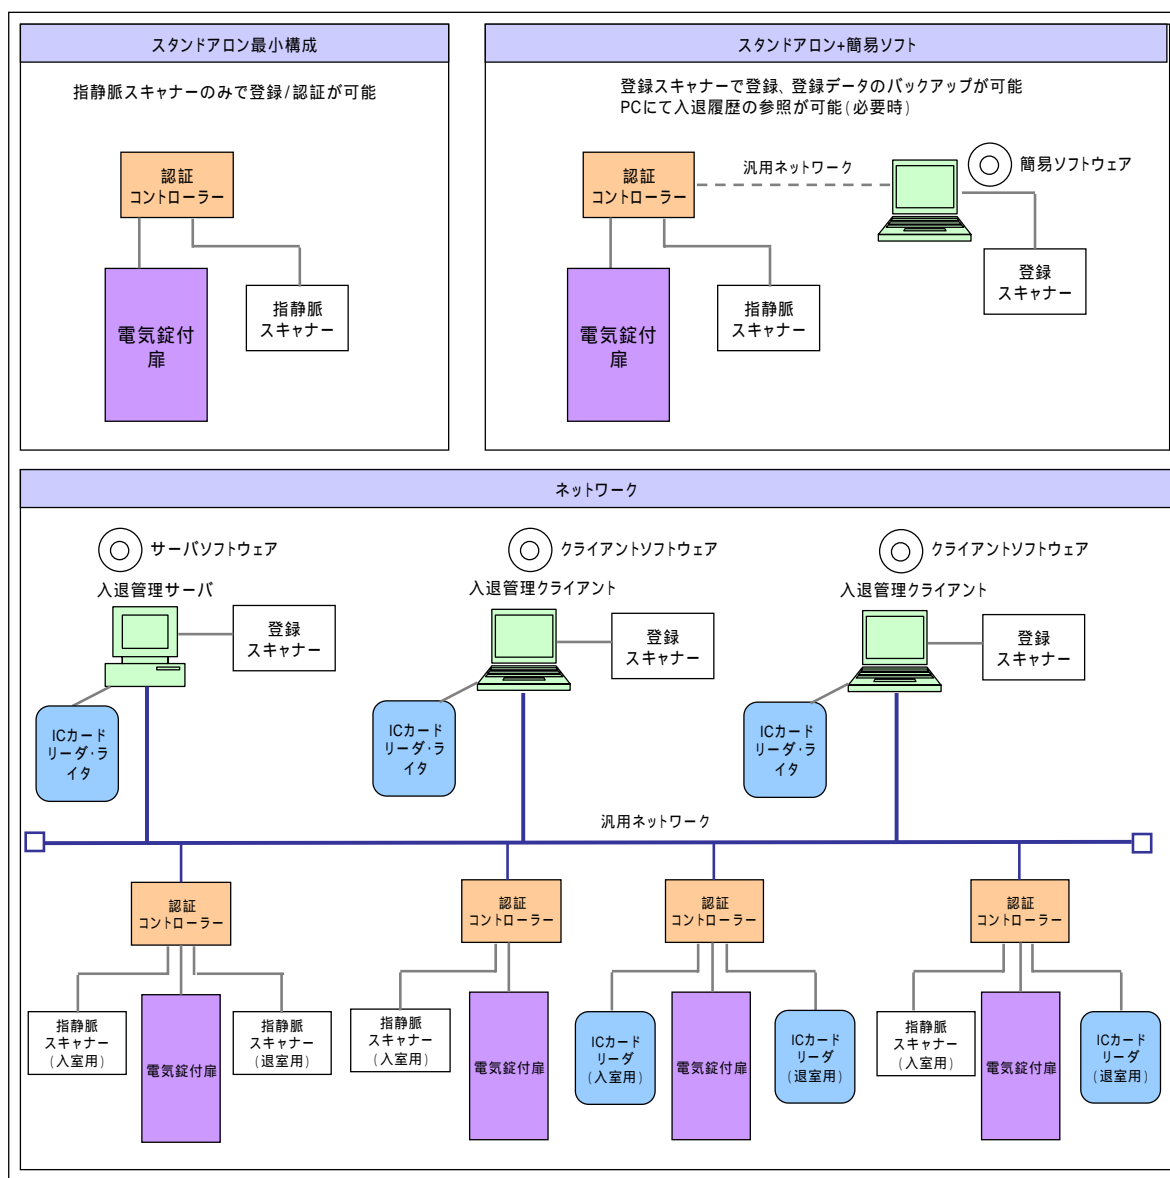 スタンドアロン最小構成
指静脈スキャナーのみで登録/認証が可能
認証
コントローラー
電気錠付
扉
指静脈
スキャナー
スタンドアロン+簡易ソフト
登録スキャナーで登録、登録データのバックアップが可能
PCにて入退履歴の参照が可能(必要時)
認証
コントローラー
汎用ネットワーク
簡易ソフトウェア
登録
スキャナー
電気錠付
扉
指静脈
スキャナー
ネットワーク
サーバソフトウェア
入退管理サーバ
登録
スキャナー
ICカード
リーダ・ラ
イタ
クライアントソフトウェア
入退管理クライアント
登録
スキャナー
ICカード
リーダ・ラ
イタ
クライアントソフトウェア
入退管理クライアント
登録
スキャナー
ICカード
リーダ・ラ
イタ
汎用ネットワーク
認証
コントローラー
指静脈
スキャナー
(入室用)
電気錠付扉
指静脈
スキャナー
(退室用)
認証
コントローラー
指静脈
スキャナー
(入室用)
電気錠付扉
認証
コントローラー
ICカード
リーダ
(入室用)
電気錠付扉
ICカード
リーダ
(退室用)
認証
コントローラー
指静脈
スキャナー
(入室用)
電気錠付扉
ICカード
リーダ
(退室用)